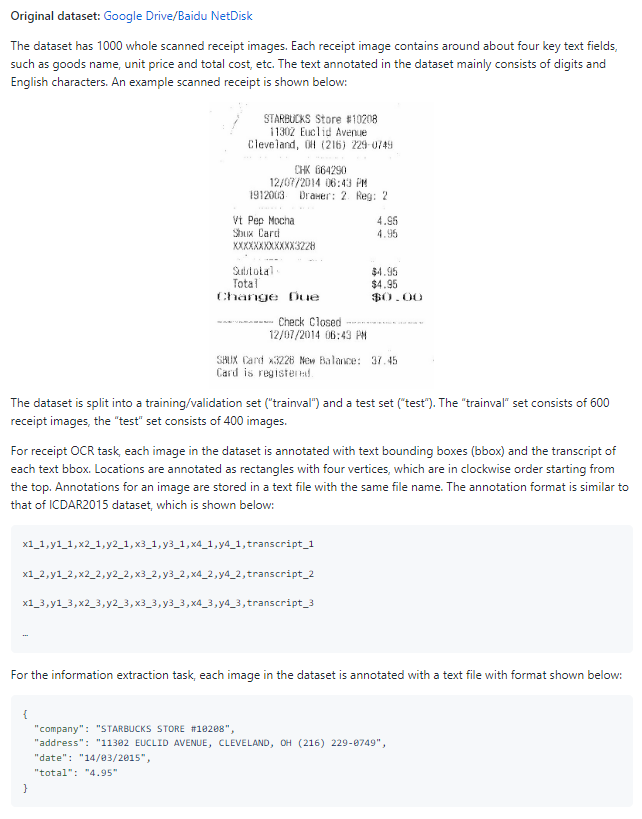 Original dataset: Google Drive/Baidu NetDisk
The dataset has 1000 whole scanned receipt images. Each receipt image contains around about four key text fields,
such as goods name, unit price and total cost, etc. The text annotated in the dataset mainly consists of digits and
English characters. An example scanned receipt is shown below:
STARBUCKS Store #10208
11302 Euclid Avenue
Cleveland, OH (216) 229-0749
CHK 664290
12/07/2014 06:43 PM
1912003 Drawer: 2 Reg: 2
Vt Pep Mocha 4.95
Sbux Card 4.95
XXXXXXXXXXXX3228
Subtotal $4.95
Total $4.95
Change Due $0.00
Check Closed
12/07/2014 06:43 PM
SBUX Card x3228 New Balance: 37.45
Card is registered.
The dataset is split into a training/validation set ("trainval") and a test set ("test"). The "trainval" set consists of 600
receipt images, the "test" set consists of 400 images.
For receipt OCR task, each image in the dataset is annotated with text bounding boxes (bbox) and the transcript of
each text bbox. Locations are annotated as rectangles with four vertices, which are in clockwise order starting from
the top. Annotations for an image are stored in a text file with the same file name. The annotation format is similar to
that of ICDAR2015 dataset, which is shown below:
x1_1,y1_1,x2_1,y2_1,x3_1,y3_1,x4_1,y4_1,transcript_1
x1_2,y1_2,x2_2,y2_2,x3_2,y3_2,x4_2,y4_2,transcript_2
x1_3,y1_3,x2_3,y2_3,x3_3,y3_3,x4_3,y4_3,transcript_3
…
For the information extraction task, each image in the dataset is annotated with a text file with format shown below:
{
"company": "STARBUCKS STORE #10208",
"address": "11302 EUCLID AVENUE, CLEVELAND, OH (216) 229-0749",
"date": "14/03/2015",
"total": "4.95"
}